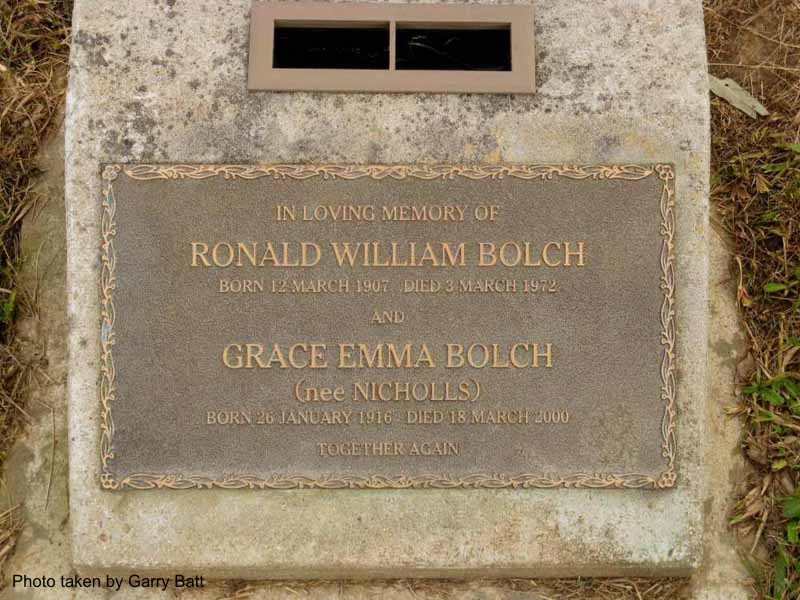 IN LOVING MEMORY OF
RONALD WILLIAM BOLCH
BORN 12 MARCH 1907 DIED 3 MARCH 1972
AND
GRACE EMMA BOLCH
(nee NICHOLLS)
BORN 26 JANUARY 1916 DIED 18 MARCH 2000
TOGETHER AGAIN
Photo taken by Garry Batt